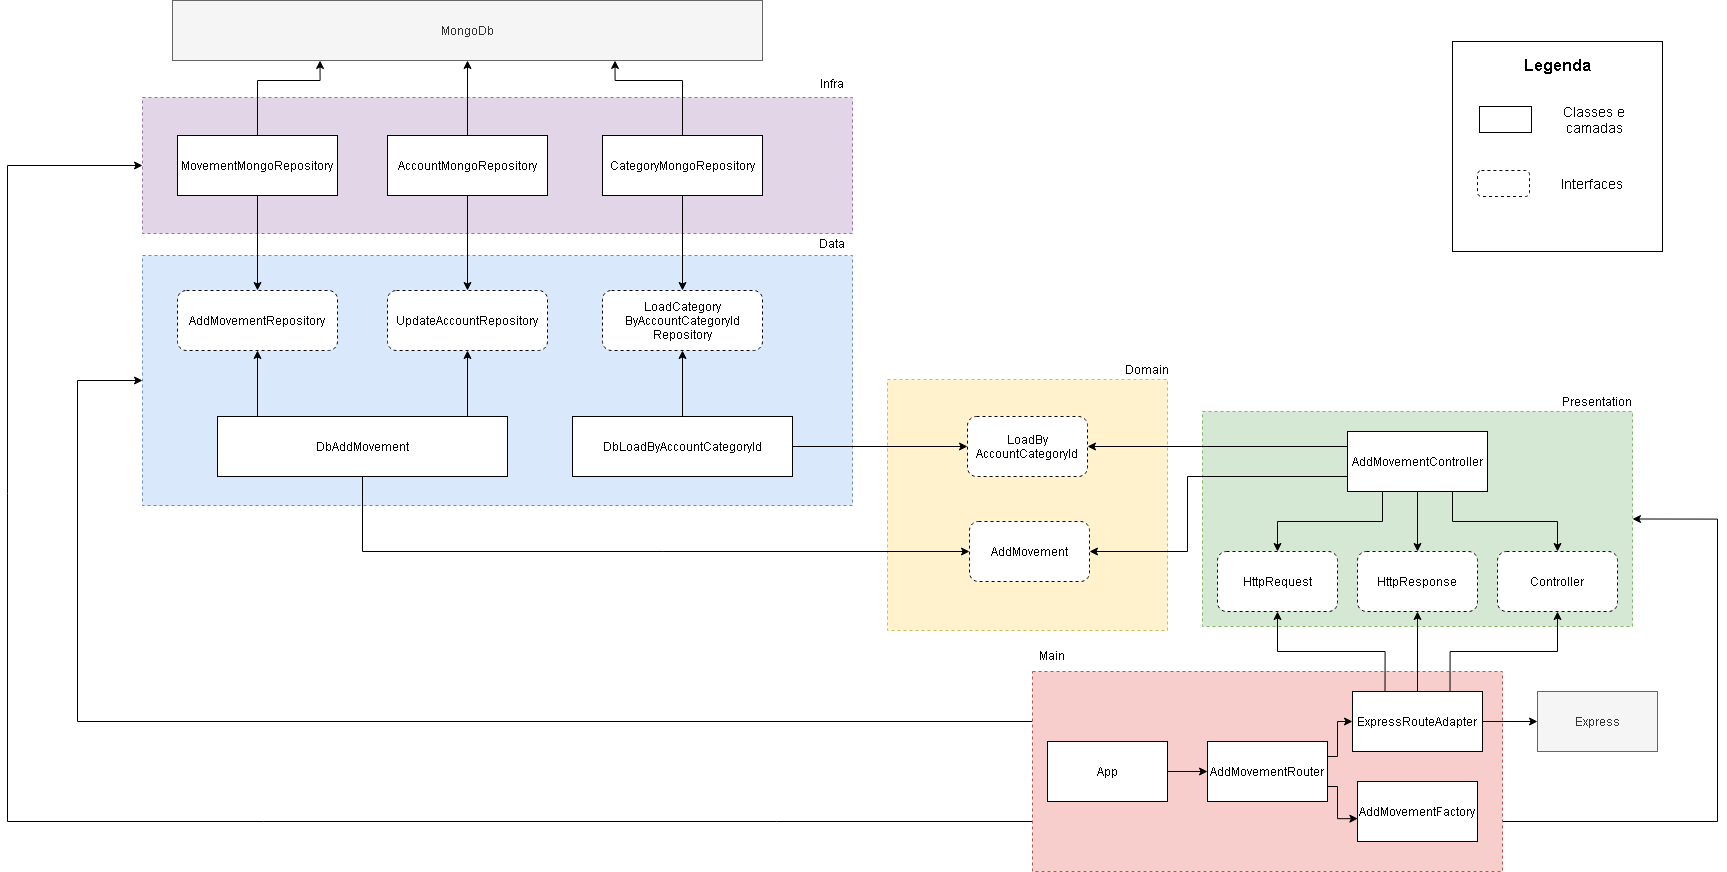 MongoDb
Infra
MovementMongoRepository
AccountMongoRepository
CategoryMongoRepository
Legenda
Classes e
camadas
Interfaces
Data
AddMovementRepository
UpdateAccountRepository
LoadCategory
ByAccountCategoryId
Repository
DbAddMovement
DbLoadByAccountCategoryId
Domain
LoadBy
AccountCategoryId
AddMovement
Presentation
AddMovementController
HttpRequest
HttpResponse
Controller
Main
App
AddMovementRouter
ExpressRouteAdapter
AddMovementFactory
Express